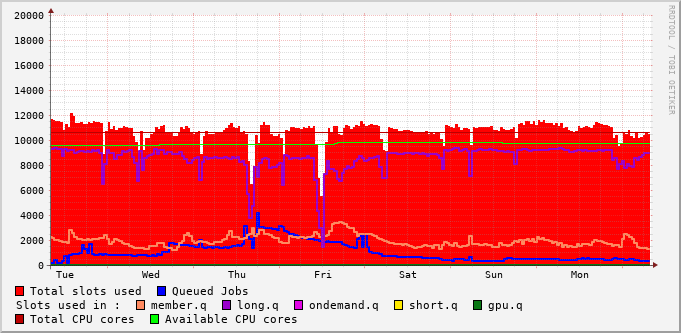 20000
18000
16000
14000
12000
10000
8000
6000
4000
2000
0
Tue Wed Thu Fri Sat Sun Mon
RRDTOOL / TOBI OETIKER
Total slots used Queued Jobs
Slots used in : member.q long.q ondemand.q short.q gpu.q
Total CPU cores Available CPU cores